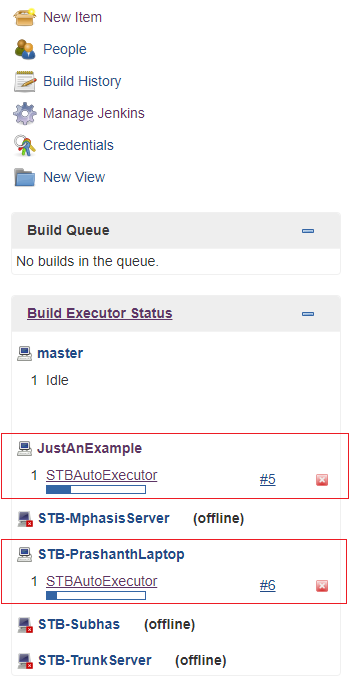 New Item
People
Build History
Manage Jenkins
Credentials
New View
Build Queue
No builds in the queue.
Build Executor Status
master
1 Idle
JustAnExample
1 STBAutoExecutor #5
STB-MphasisServer (offline)
STB-PrashanthLaptop
1 STBAutoExecutor #6
STB-Subhas (offline)
STB-TrunkServer (offline)